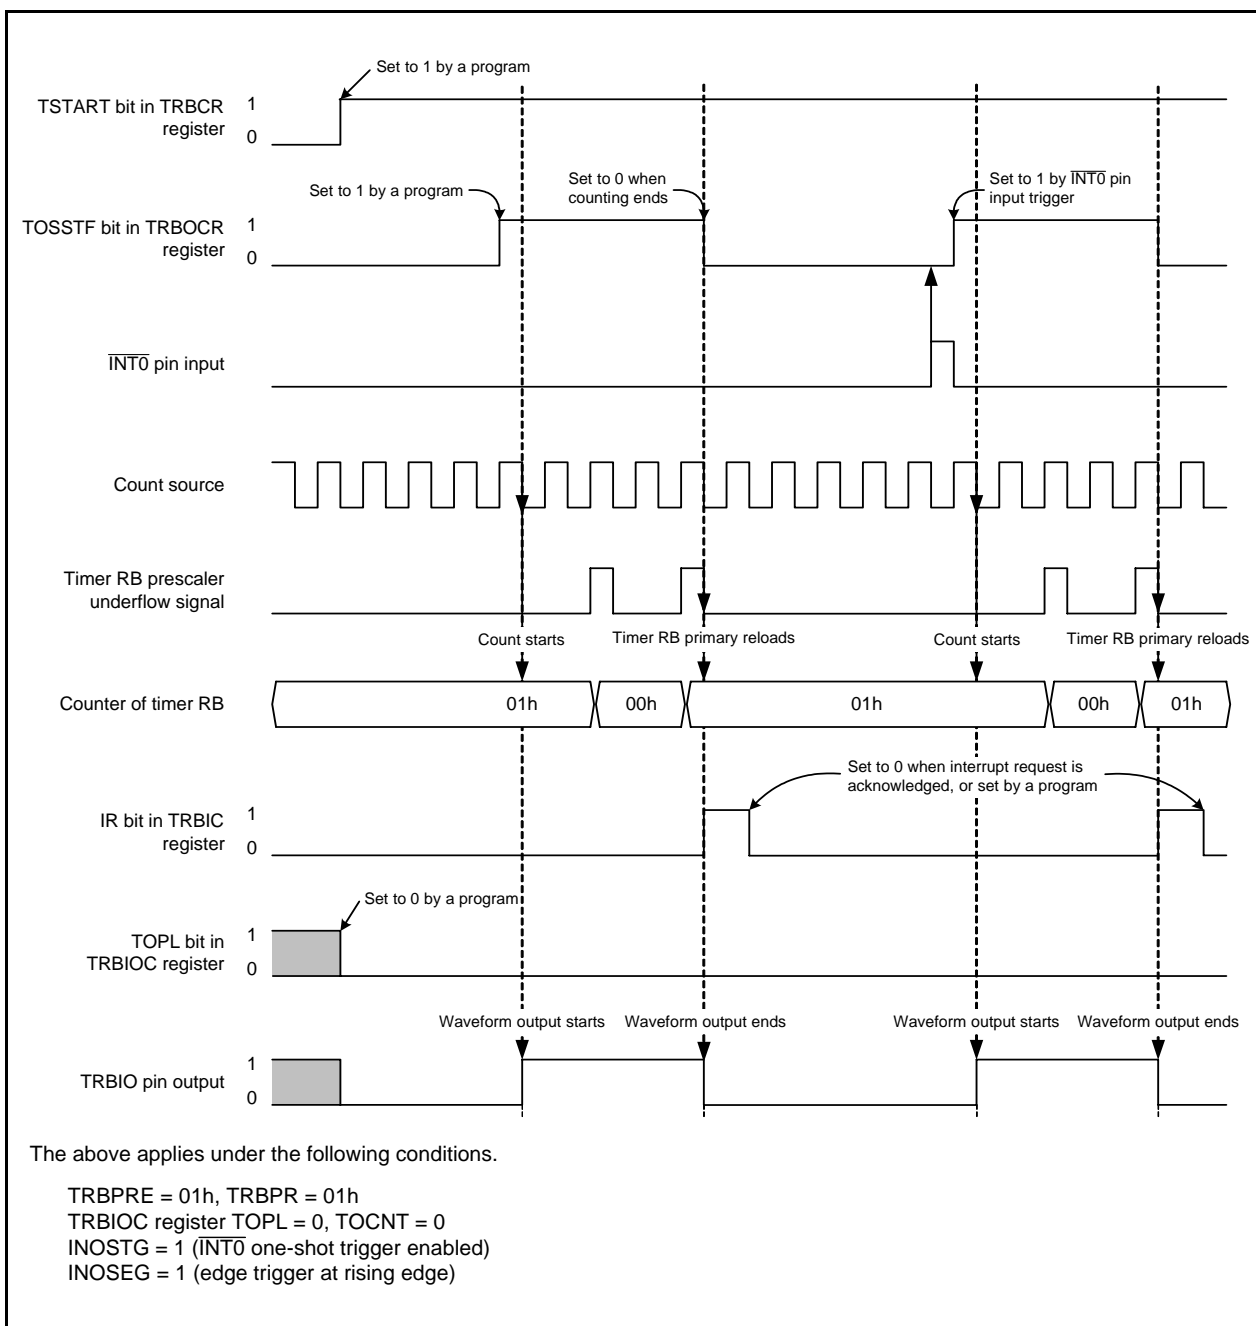 Set to 1 by a program
TSTART bit in TRBCR
register
1
0
Set to 1 by a program
Set to 0 when
counting ends
Set to 1 by INT0 pin
input trigger
TOSSTF bit in TRBOCR
register
1
0
INT0 pin input
Count source
Timer RB prescaler
underflow signal
Count starts
Timer RB primary reloads
Count starts
Timer RB primary reloads
Counter of timer RB
01h
00h
01h
00h
01h
Set to 0 when interrupt request is
acknowledged, or set by a program
IR bit in TRBIC
register
1
0
Set to 0 by a program
TOPL bit in
TRBIOC register
1
0
Waveform output starts
Waveform output ends
Waveform output starts
Waveform output ends
TRBIO pin output
1
0
The above applies under the following conditions.
TRBPRE = 01h, TRBPR = 01h
TRBIOC register TOPL = 0, TOCNT = 0
INOSTG = 1 (INT0 one-shot trigger enabled)
INOSEG = 1 (edge trigger at rising edge)